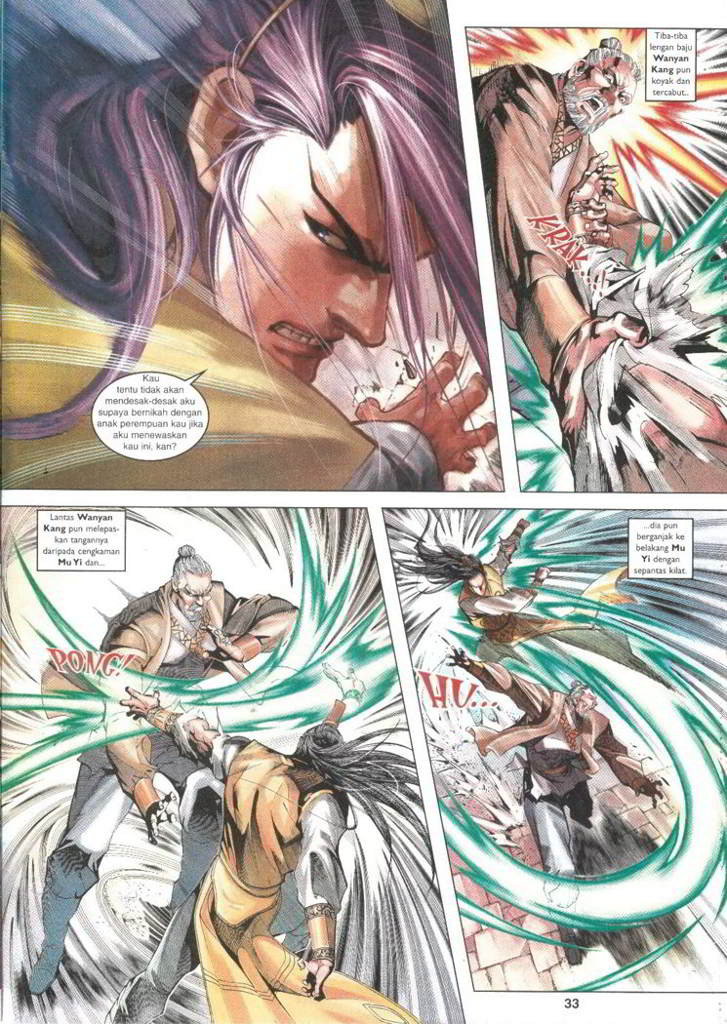 Kau
tentu tidak akan
mendesak-desak aku
supaya bernikah dengan
anak perempuan kau jika
aku menewaskan
kau ini, kan?
Tiba-tiba
lengan baju
Wanyan
Kang pun
koyak dan
tercabut..
KRAK...
Lantas Wanyan
Kang pun melepas-
kan tangannya
daripada cengkaman
Mu Yi dan...
PONG!
...dia pun
berganjak ke
belakang Mu
Yi dengan
sepantas kilat.
HU...
33